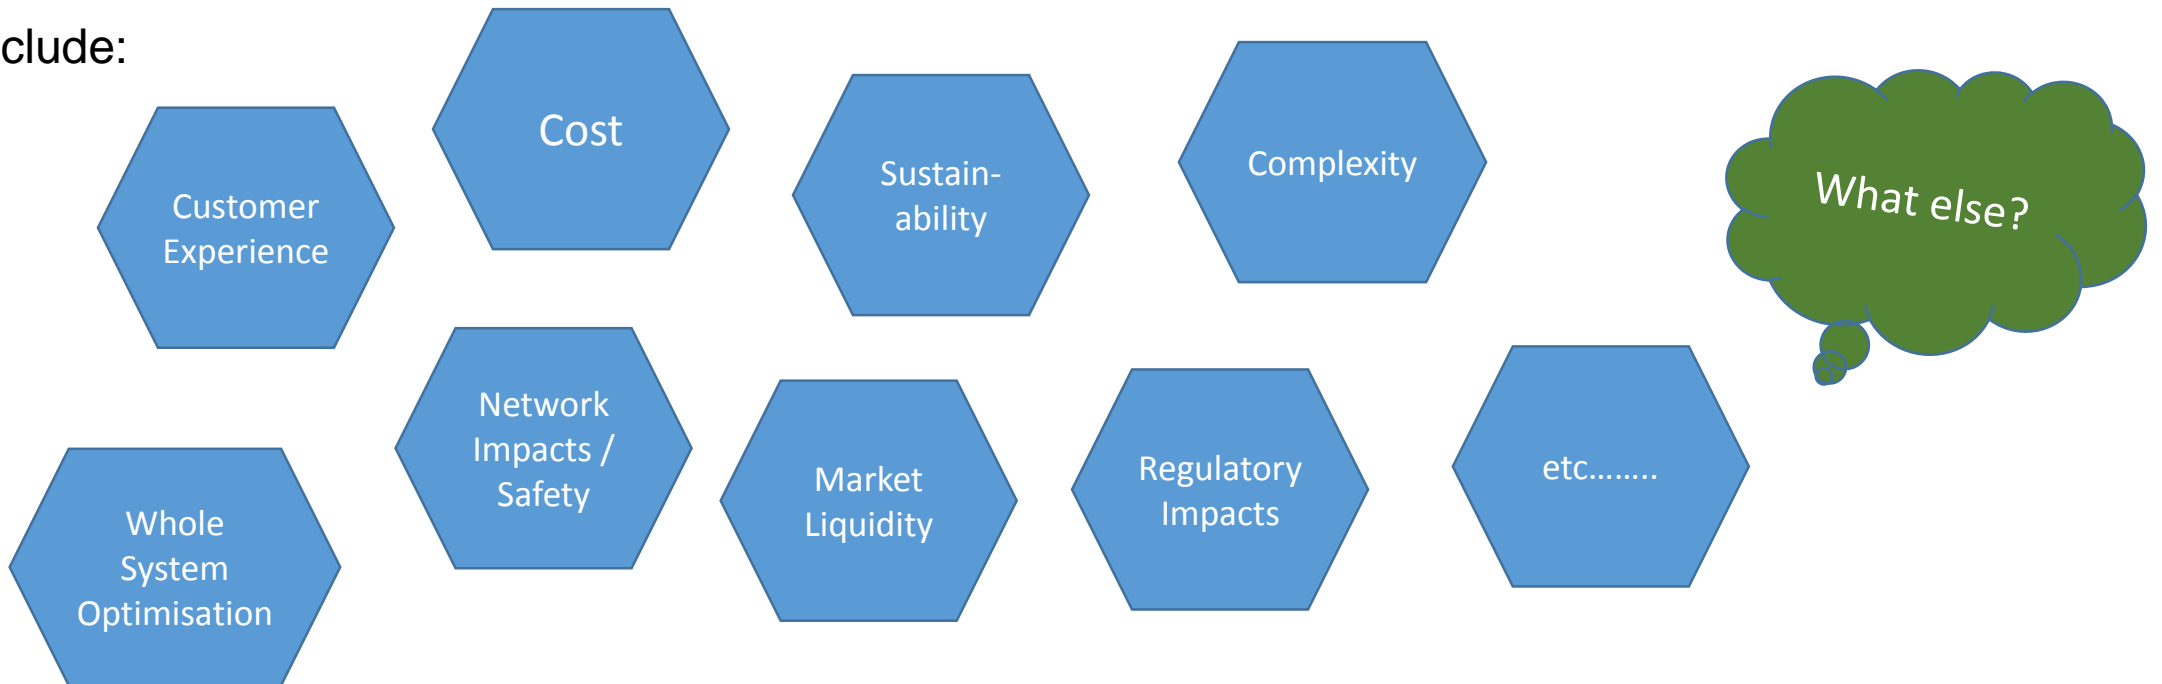 clude:
Customer
Experience
Cost
Sustain-
ability
Complexity
What else?
Whole
System
Optimisation
Network
Impacts /
Safety
Market
Liquidity
Regulatory
Impacts
etc……..